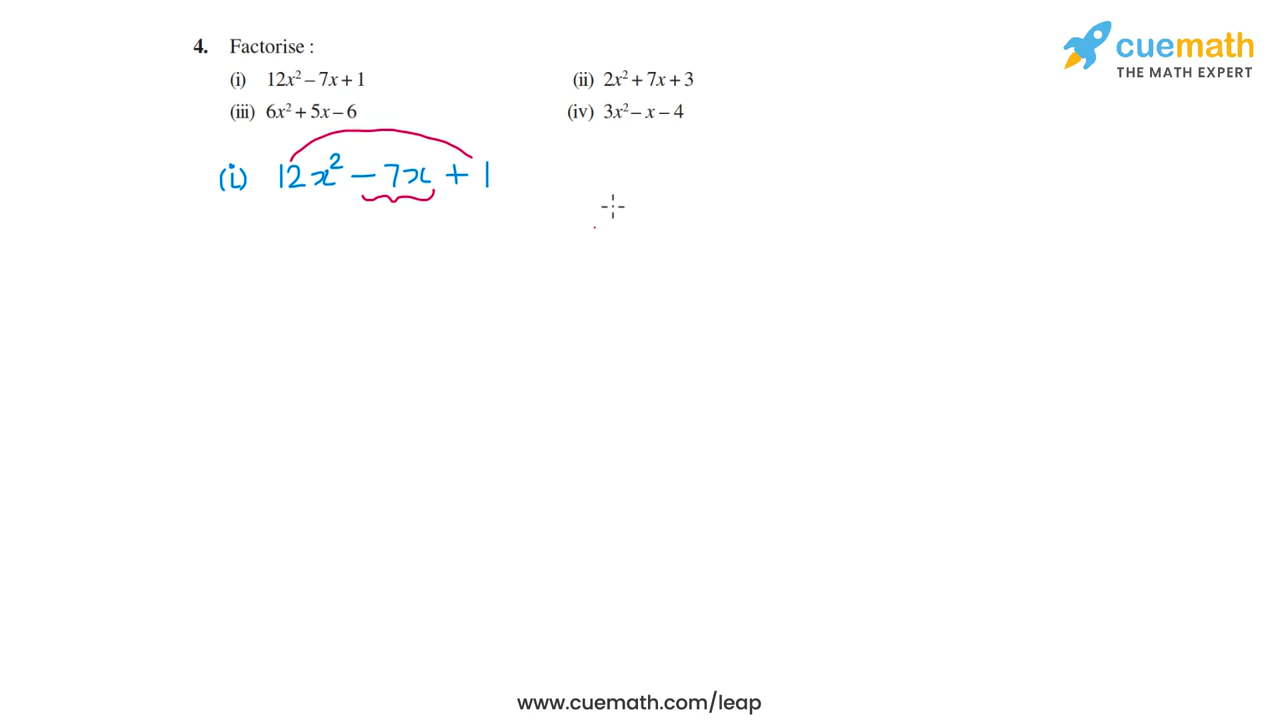 4. Factorise :
(i) 12x² – 7x + 1 (ii) 2x² + 7x + 3
(iii) 6x² + 5x – 6 (iv) 3x² – x – 4
(i) 12x² – 7x + 1
cuemath
THE MATH EXPERT
www.cuemath.com/leap